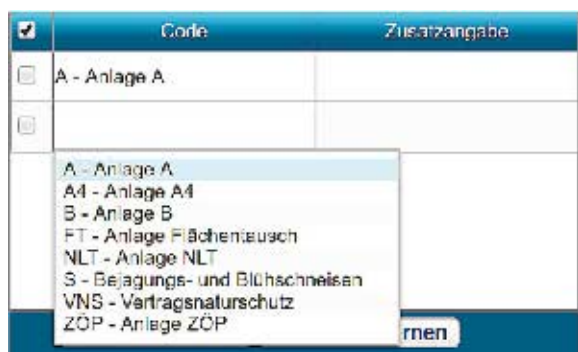 Code Zusatzangabe
A - Anlage A
A - Anlage A
A4 - Anlage A4
B - Anlage B
FT - Anlage Flächentausch
NLT - Anlage NLT
S - Bejagungs- und Blühschneisen
VNS - Vertragsnaturschutz
ZÖP - Anlage ZÖP
rnen